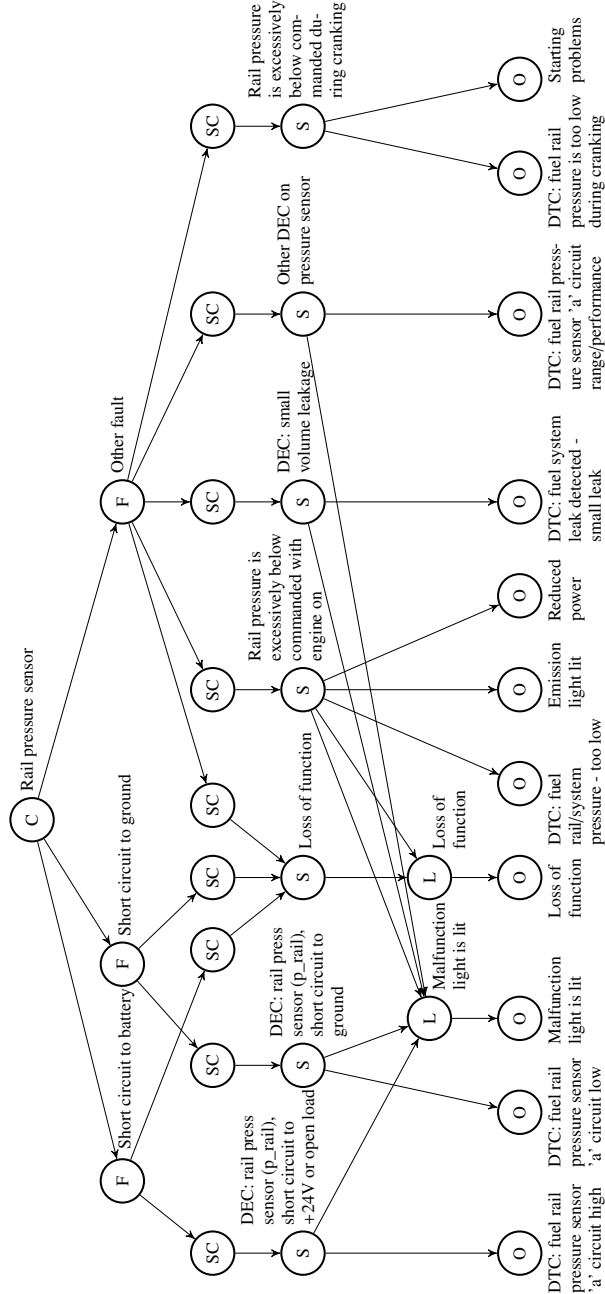 C
Rail pressure sensor
F
Short circuit to battery
F
Short circuit to ground
F
Other fault
SC
SC
SC
SC
SC
SC
SC
SC
SC
S
DEC: rail press
sensor (p_rail),
short circuit to
+24V or open load
S
DEC: rail press
sensor (p_rail),
short circuit to
ground
S
Loss of function
S
Rail pressure is
excessively below
commanded with
engine on
S
DEC: small
volume leakage
S
Other DEC on
pressure sensor
S
Rail pressure
is excessively
below com-
manded du-
ring cranking
L
Malfunction
light is lit
L
Loss of
function
O
DTC: fuel rail
pressure sensor
'a' circuit high
O
DTC: fuel rail
pressure sensor
'a' circuit low
O
Malfunction
light is lit
O
Loss of
function
O
DTC: fuel
rail/system
pressure - too low
O
Emission
light lit
O
Reduced
power
O
DTC: fuel system
leak detected -
small leak
O
DTC: fuel rail press-
ure sensor 'a' circuit
range/performance
O
DTC: fuel rail
pressure is too low
during cranking
O
Starting
problems